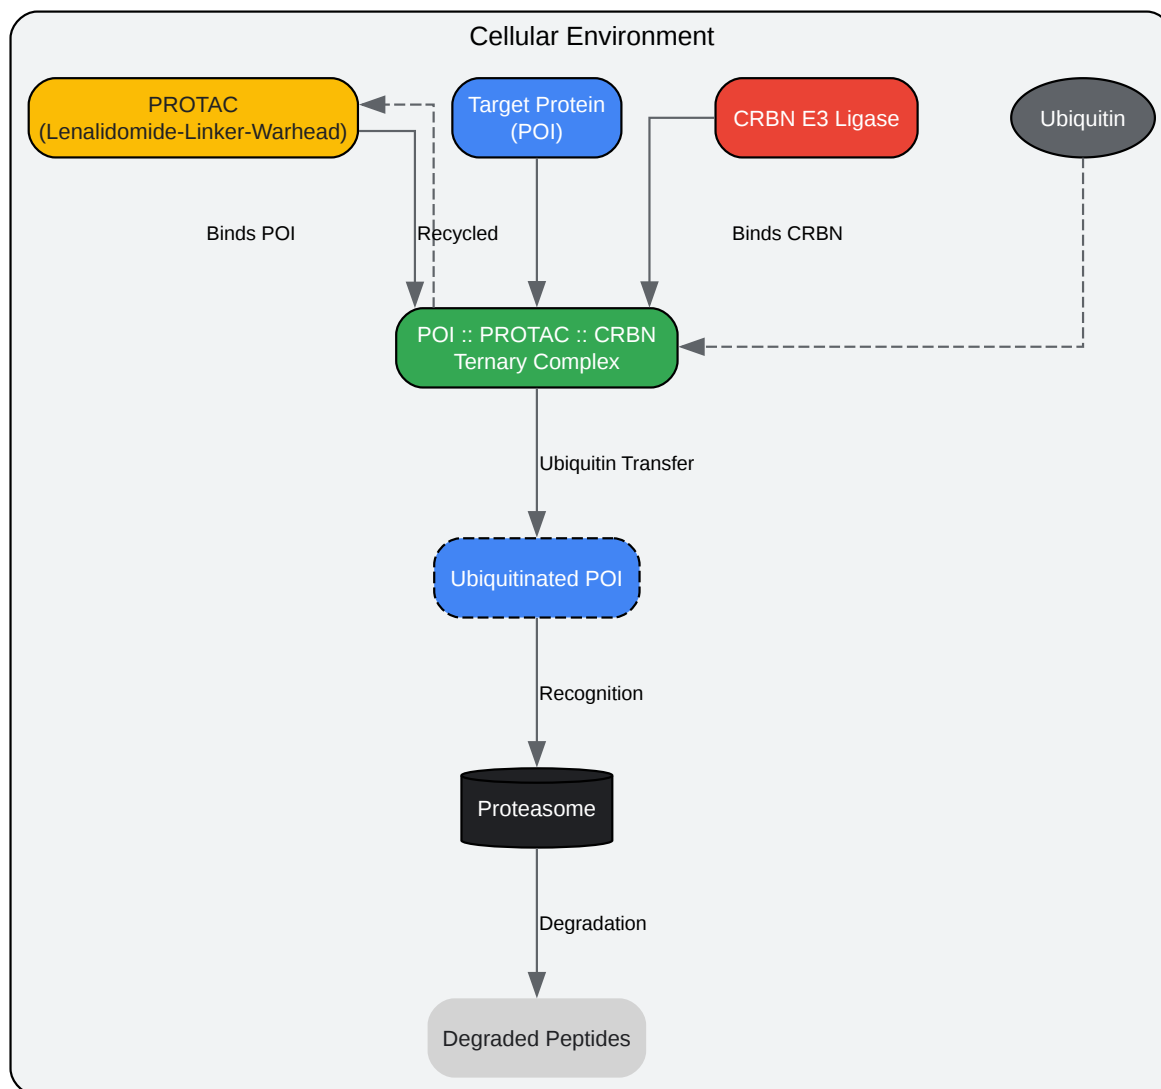 Cellular Environment
PROTAC
(Lenalidomide-Linker-Warhead)
Target Protein
(POI)
CRBN E3 Ligase
Ubiquitin
Binds POI
Recycled
Binds CRBN
POI :: PROTAC :: CRBN
Ternary Complex
Ubiquitin Transfer
Ubiquitinated POI
Recognition
Proteasome
Degradation
Degraded Peptides